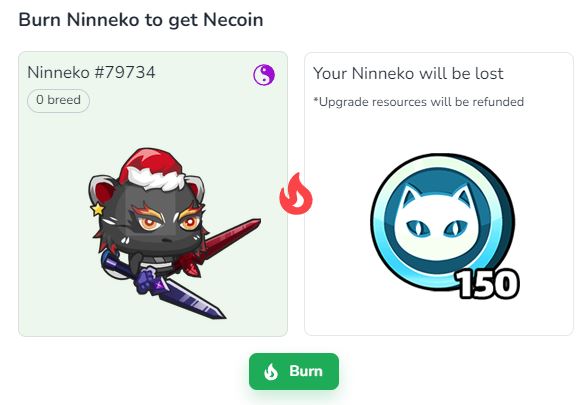 Burn Ninneko to get Necoin
Ninneko #79734
0 breed
Your Ninneko will be lost
*Upgrade resources will be refunded
150
Burn